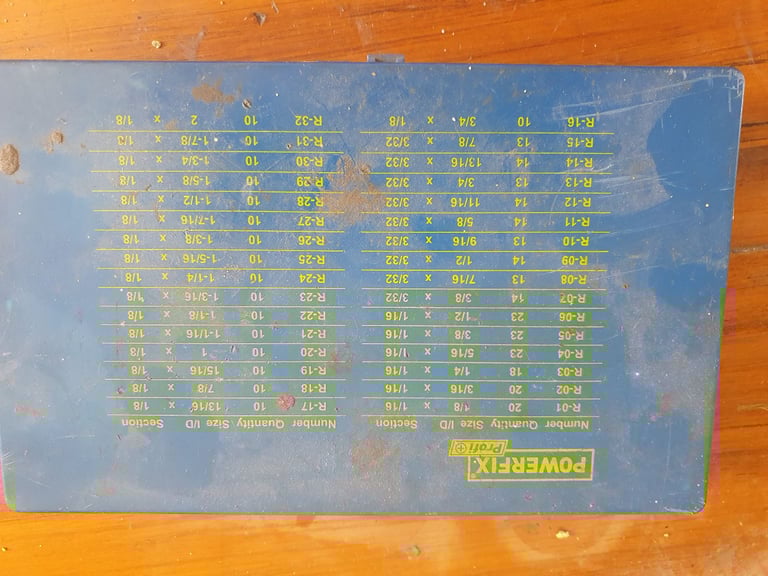 POWERFIX®
Profi
Number Quantity Size I/D Section Number Quantity Size I/D Section
R-01 20 1/8 x 1/16 R-17 10 13/16 x 1/8
R-02 20 3/16 x 1/16 R-18 10 7/8 x 1/8
R-03 18 1/4 x 1/16 R-19 10 15/16 x 1/8
R-04 23 5/16 x 1/16 R-20 10 1 x 1/8
R-05 23 3/8 x 1/16 R-21 10 1-1/16 x 1/8
R-06 23 1/2 x 1/16 R-22 10 1-1/8 x 1/8
R-07 14 3/8 x 3/32 R-23 10 1-3/16 x 1/8
R-08 13 7/16 x 3/32 R-24 10 1-1/4 x 1/8
R-09 14 1/2 x 3/32 R-25 10 1-5/16 x 1/8
R-10 13 9/16 x 3/32 R-26 10 1-3/8 x 1/8
R-11 14 5/8 x 3/32 R-27 10 1-7/16 x 1/8
R-12 14 11/16 x 3/32 R-28 10 1-1/2 x 1/8
R-13 13 3/4 x 3/32 R-29 10 1-5/8 x 1/8
R-14 14 13/16 x 3/32 R-30 10 1-3/4 x 1/8
R-15 13 7/8 x 3/32 R-31 10 1-7/8 x 1/8
R-16 10 3/4 x 1/8 R-32 10 2 x 1/8